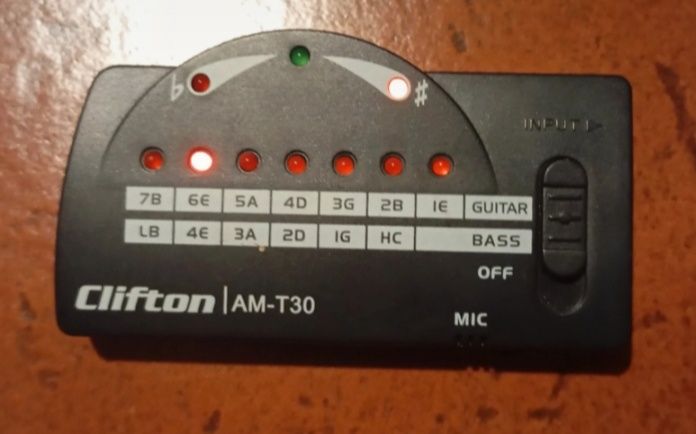 ♭ ♯
INPUT
7B 6E 5A 4D 3G 2B 1E GUITAR
LB 4E 3A 2D 1G HC BASS
OFF
Clifton AM-T30
MIC